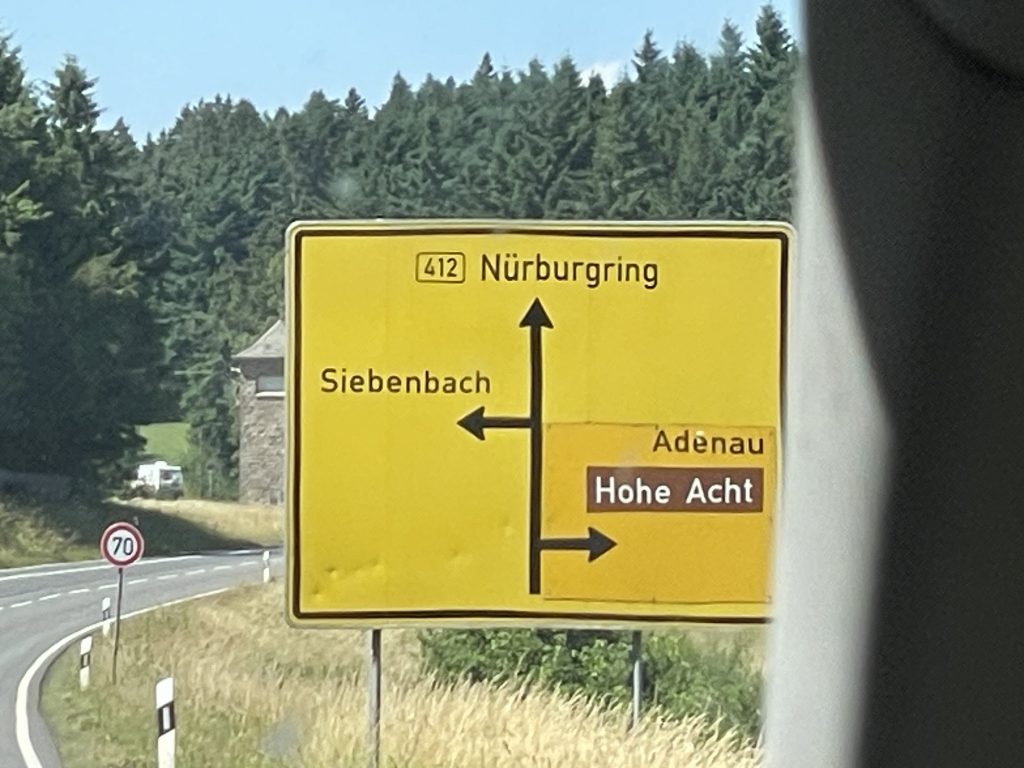 412 Nürburgring
Siebenbach
Adenau
Hohe Acht
70